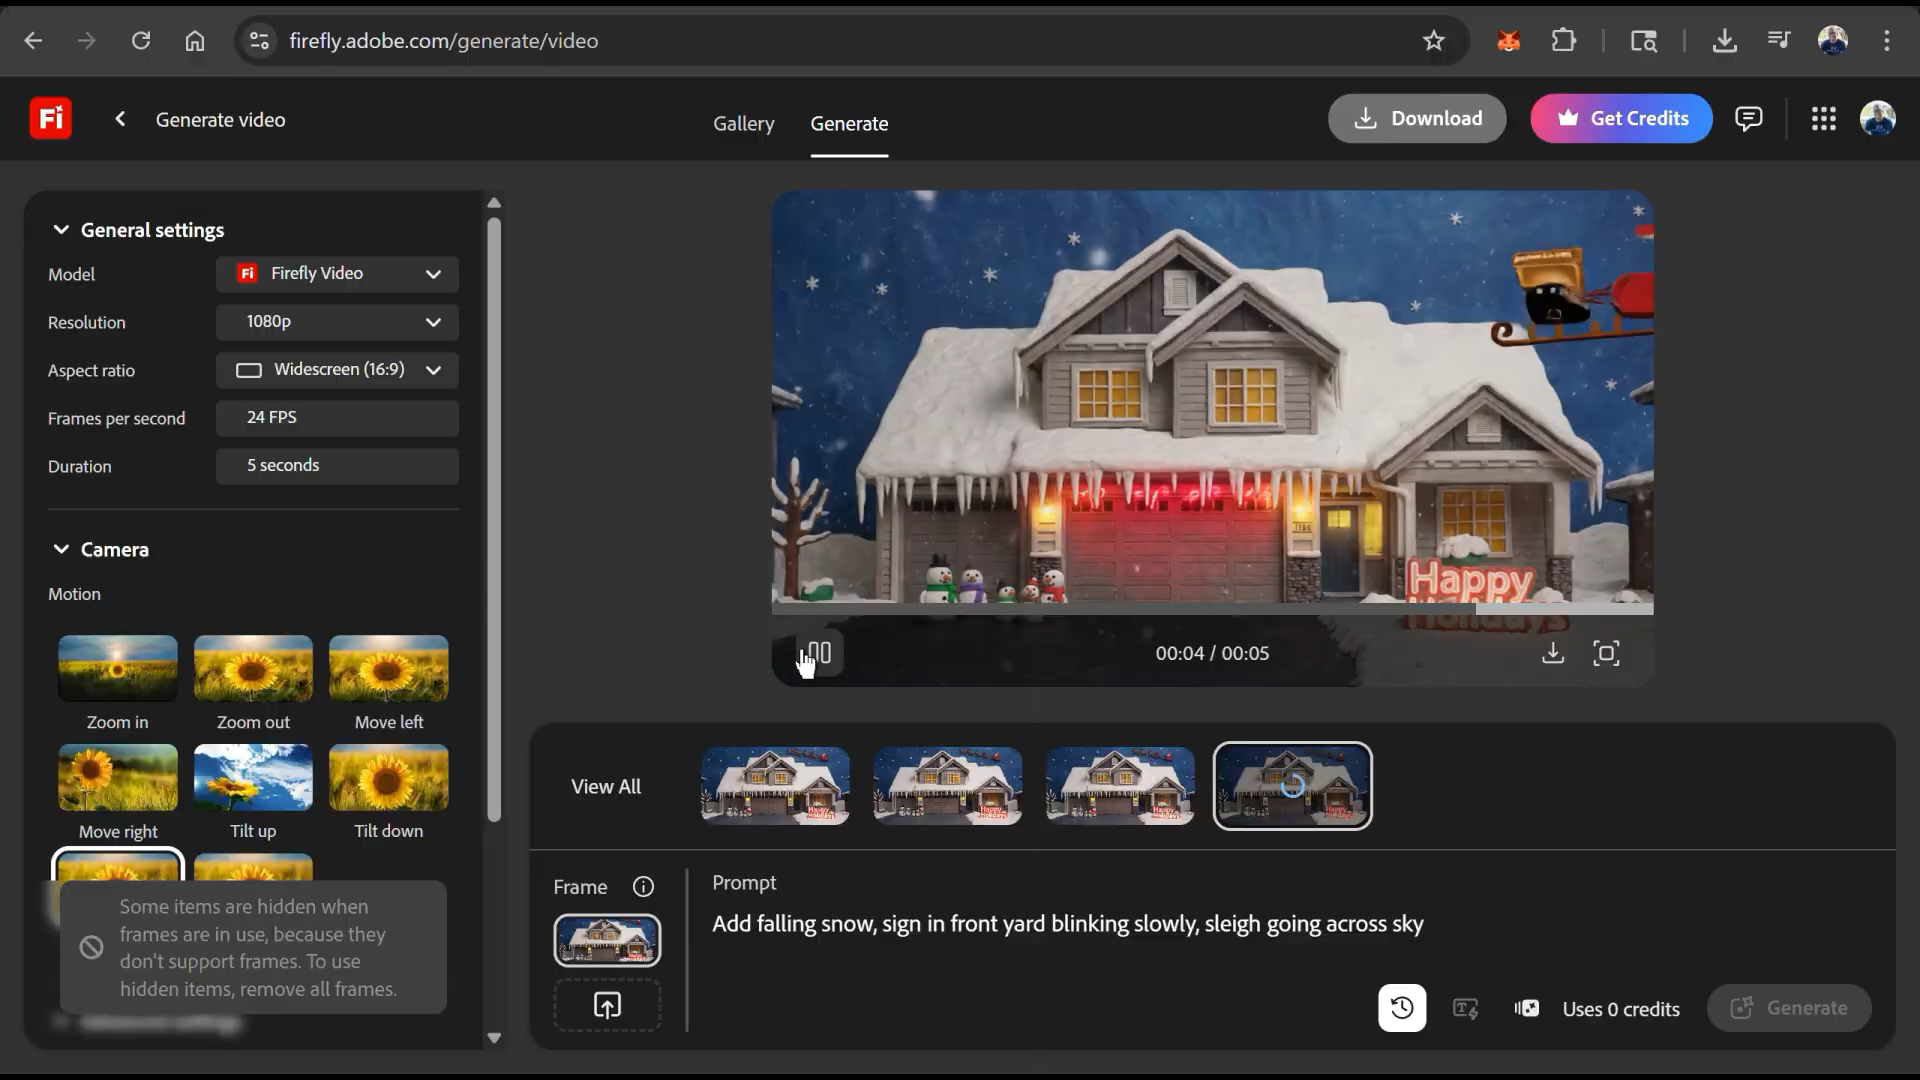 firefly.adobe.com/generate/video
Fi
Generate video
Gallery
Generate
Download
Get Credits
General settings
Model
Fi Firefly Video
Resolution
1080p
Aspect ratio
Widescreen (16:9)
Frames per second
24 FPS
Duration
5 seconds
Camera
Motion
Zoom in
Zoom out
Move left
Move right
Tilt up
Tilt down
Some items are hidden when
frames are in use, because they
don't support frames. To use
hidden items, remove all frames.
Happy
Holidays
00:04 / 00:05
View All
Frame
Prompt
Add falling snow, sign in front yard blinking slowly, sleigh going across sky
Uses 0 credits
Generate